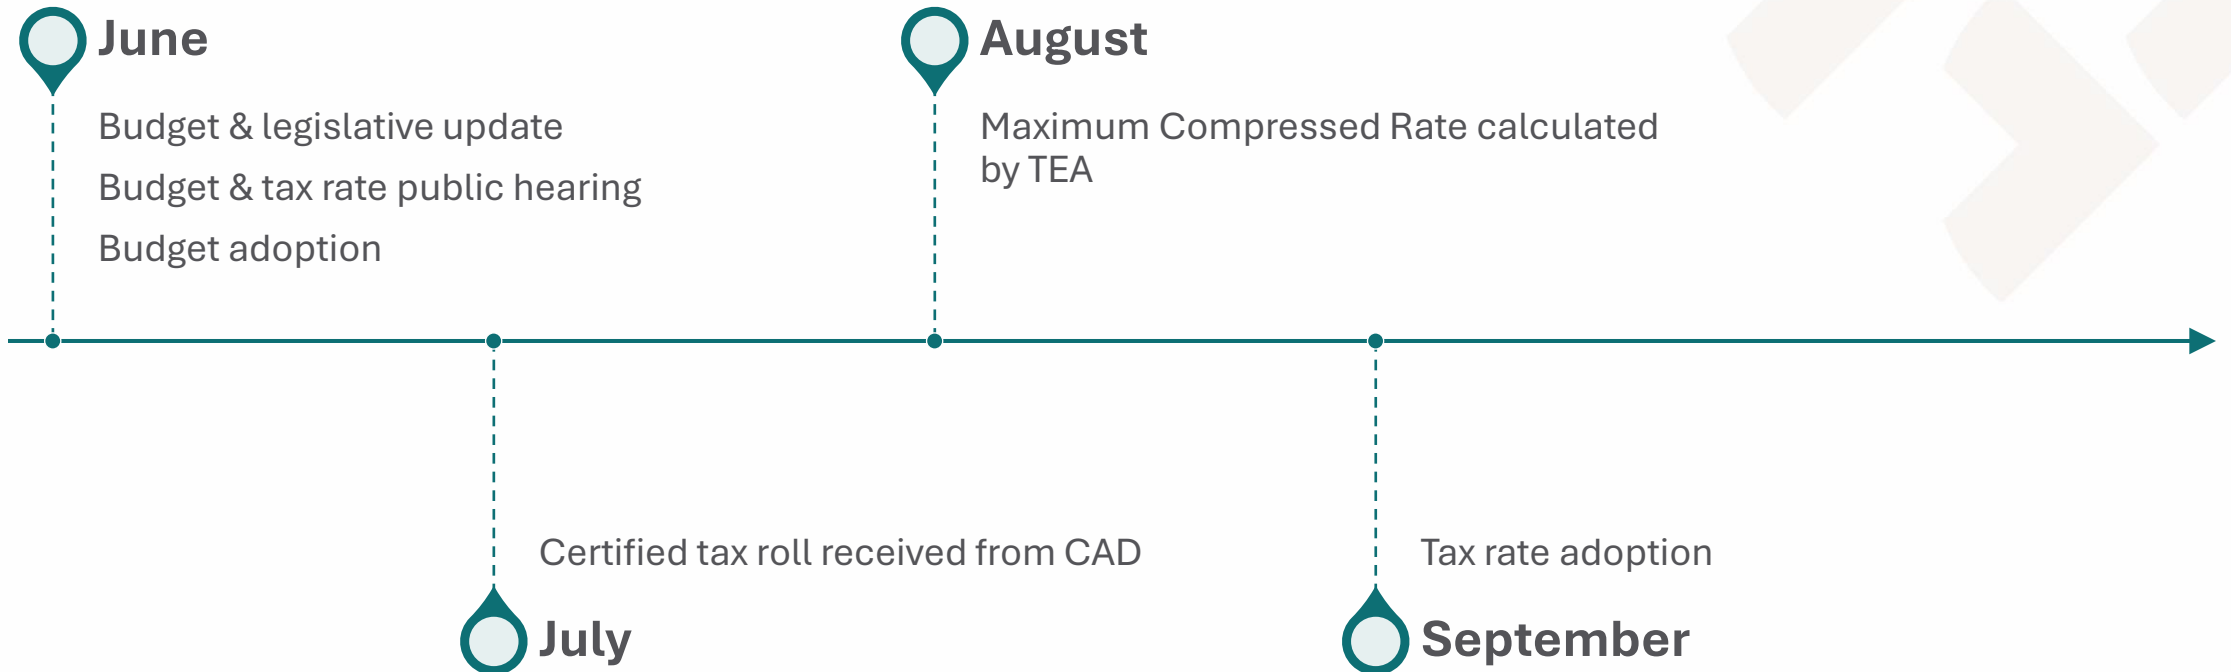 June
Budget & legislative update
Budget & tax rate public hearing
Budget adoption
Certified tax roll received from CAD
July
August
Maximum Compressed Rate calculated
by TEA
Tax rate adoption
September